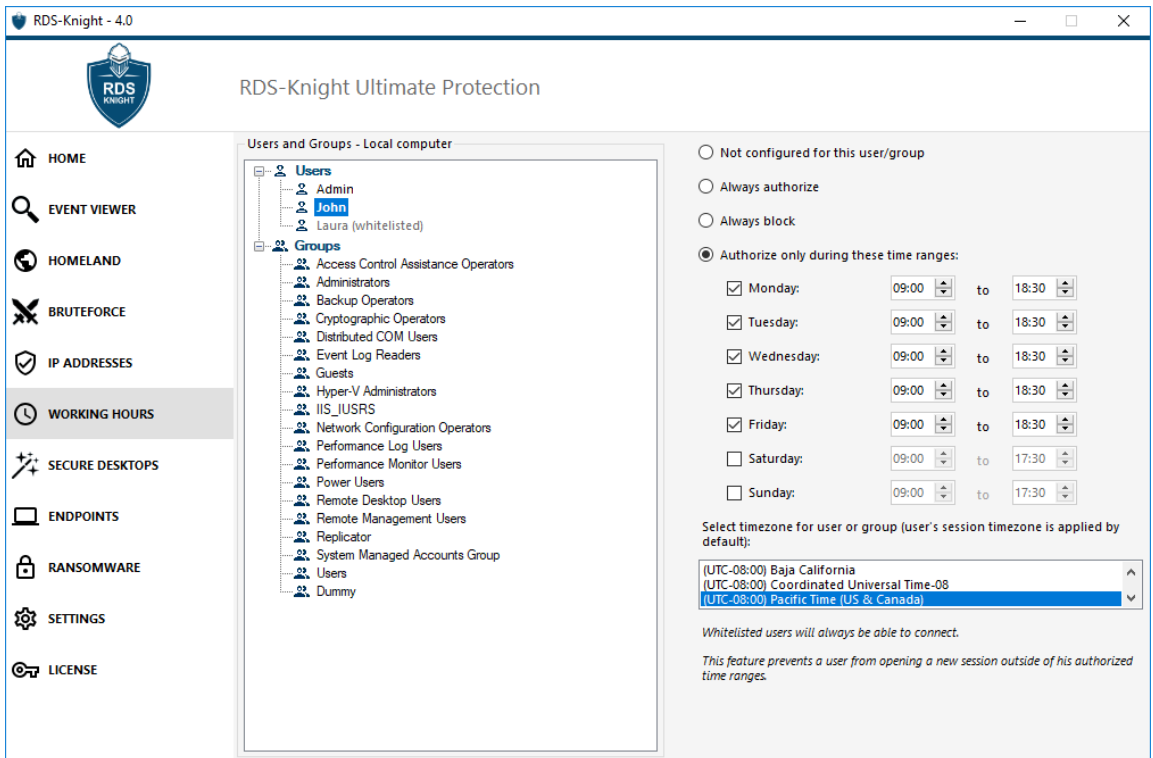 RDS-Knight - 4.0
RDS
KNIGHT
RDS-Knight Ultimate Protection
HOME
EVENT VIEWER
HOMELAND
BRUTEFORCE
IP ADDRESSES
WORKING HOURS
SECURE DESKTOPS
ENDPOINTS
RANSOMWARE
SETTINGS
LICENSE
Users and Groups - Local computer
Users
Admin
John
Laura (whitelisted)
Groups
Access Control Assistance Operators
Administrators
Backup Operators
Cryptographic Operators
Distributed COM Users
Event Log Readers
Guests
Hyper-V Administrators
IIS_IUSRS
Network Configuration Operators
Performance Log Users
Performance Monitor Users
Power Users
Remote Desktop Users
Remote Management Users
Replicator
System Managed Accounts Group
Users
Dummy
Not configured for this user/group
Always authorize
Always block
Authorize only during these time ranges:
Monday: 09:00 to 18:30
Tuesday: 09:00 to 18:30
Wednesday: 09:00 to 18:30
Thursday: 09:00 to 18:30
Friday: 09:00 to 18:30
Saturday: 09:00 to 17:30
Sunday: 09:00 to 17:30
Select timezone for user or group (user's session timezone is applied by
default):
(UTC-08:00) Baja California
(UTC-08:00) Coordinated Universal Time-08
(UTC-08:00) Pacific Time (US & Canada)
Whitelisted users will always be able to connect.
This feature prevents a user from opening a new session outside of his authorized
time ranges.